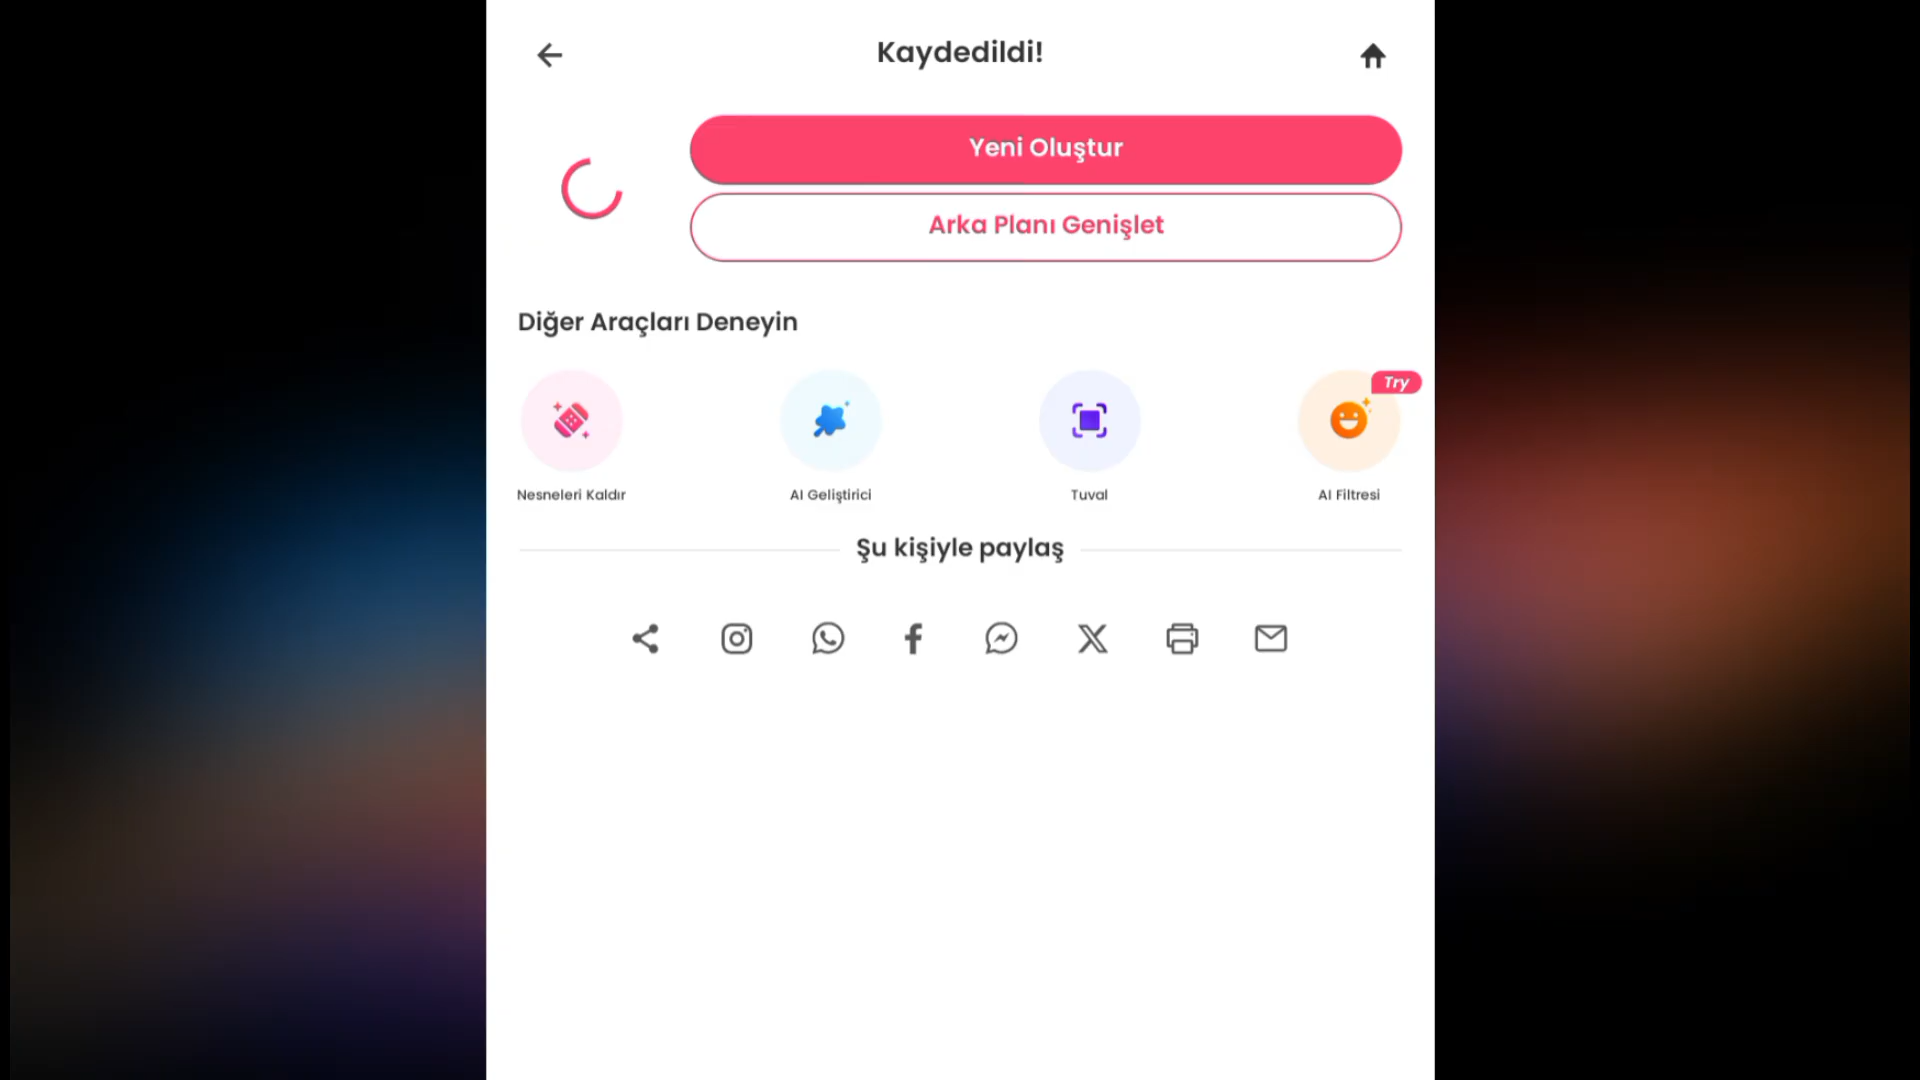 Kaydedildi!
Yeni Oluştur
Arka Planı Genişlet
Diğer Araçları Deneyin
Try
Nesneleri Kaldır
AI Geliştirici
Tuval
AI Filtresi
Şu kişiyle paylaş